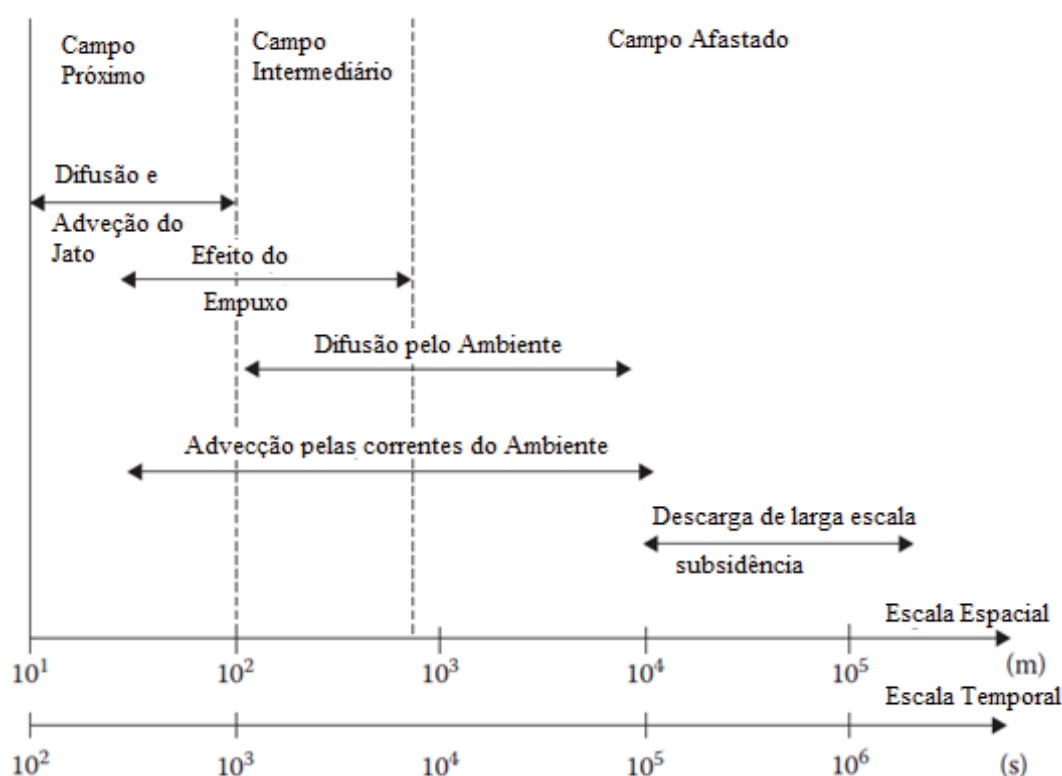 Campo
Próximo
Campo
Intermediário
Campo Afastado
Difusão e
Adveção do
Jato
Efeito do
Empuxo
Difusão pelo Ambiente
Advecção pelas correntes do Ambiente
Descarga de larga escala
subsidência
Escala Espacial
10¹ 10² 10³ 10⁴ 10⁵ (m)
Escala Temporal
10² 10³ 10⁴ 10⁵ 10⁶ (s)